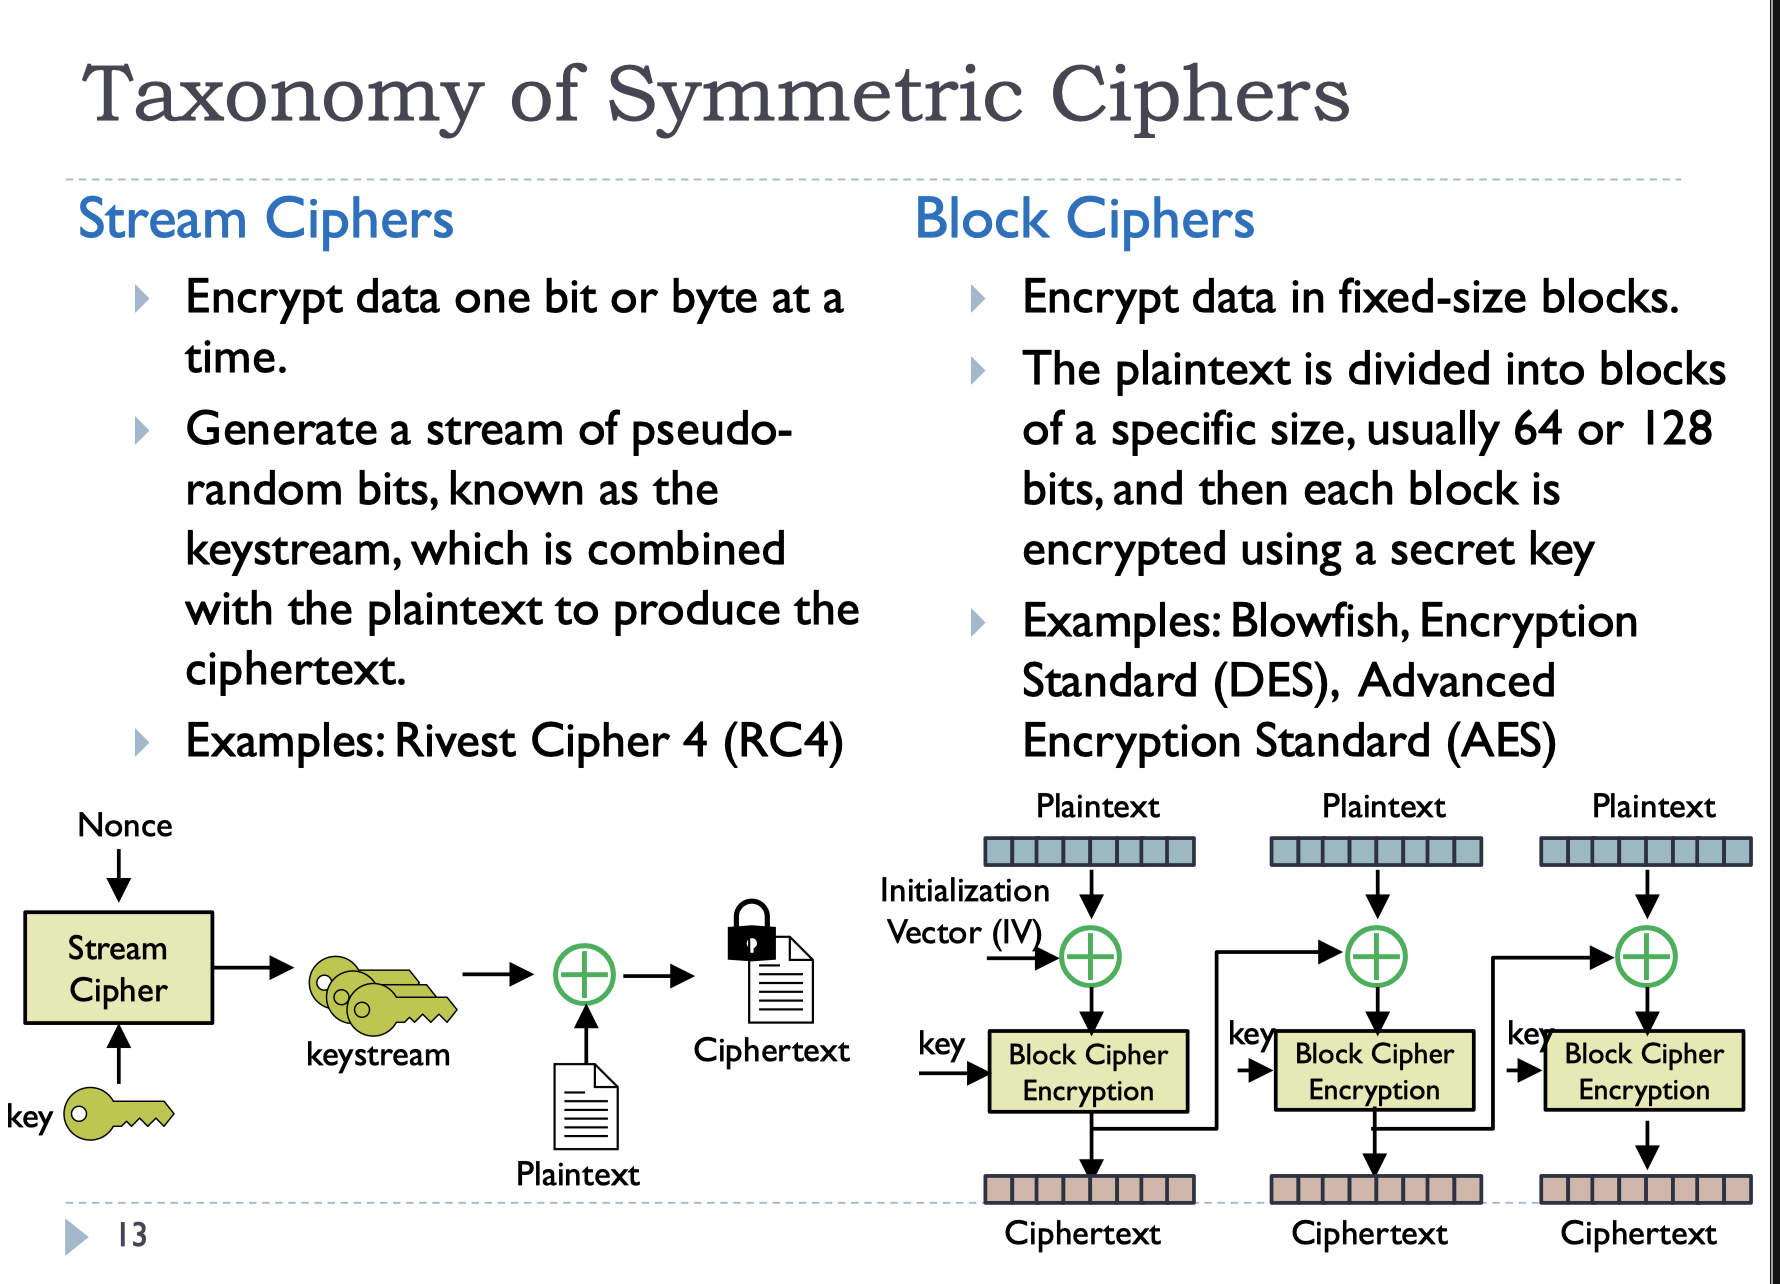 Taxonomy of Symmetric Ciphers
Stream Ciphers
Encrypt data one bit or byte at a
time.
Generate a stream of pseudo-
random bits, known as the
keystream, which is combined
with the plaintext to produce the
ciphertext.
Examples: Rivest Cipher 4 (RC4)
Nonce
Stream
Cipher
key
keystream
Plaintext
Ciphertext
Block Ciphers
Encrypt data in fixed-size blocks.
The plaintext is divided into blocks
of a specific size, usually 64 or 128
bits, and then each block is
encrypted using a secret key
Examples: Blowfish, Encryption
Standard (DES), Advanced
Encryption Standard (AES)
Plaintext
Plaintext
Plaintext
Initialization
Vector (IV)
key
Block Cipher
Encryption
key
Block Cipher
Encryption
key
Block Cipher
Encryption
Ciphertext
Ciphertext
Ciphertext
13